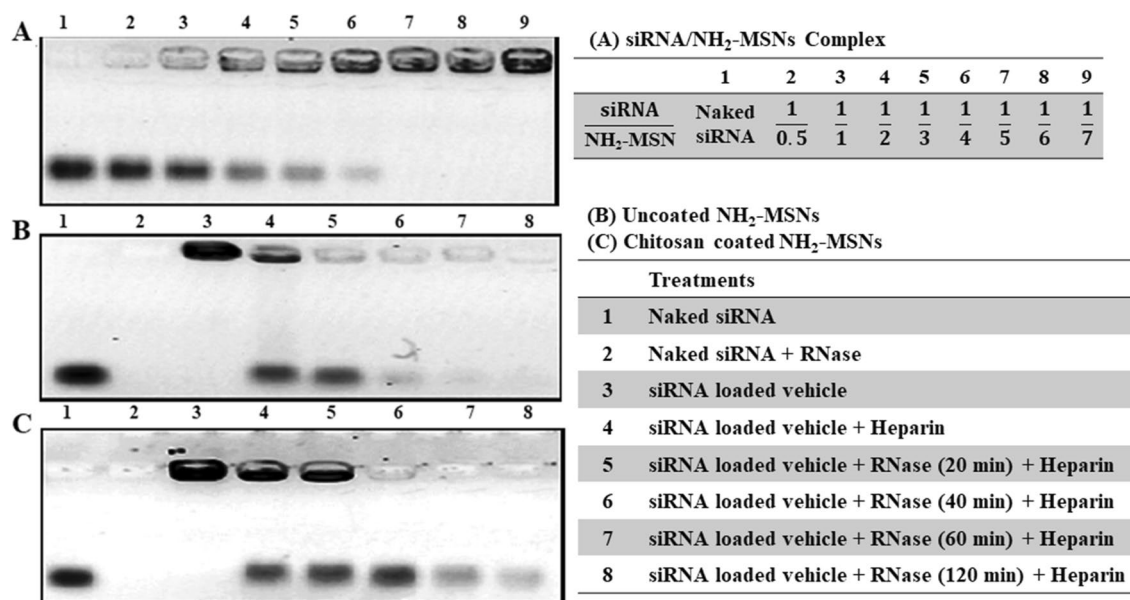 A
1 2 3 4 5 6 7 8 9
B
1 2 3 4 5 6 7 8
C
1 2 3 4 5 6 7 8
(A) siRNA/NH₂-MSNs Complex
1 2 3 4 5 6 7 8 9
siRNA Naked 1 1 1 1 1 1 1 1
NH₂-MSN siRNA 0.5 1 2 3 4 5 6 7
(B) Uncoated NH₂-MSNs
(C) Chitosan coated NH₂-MSNs
Treatments
1 Naked siRNA
2 Naked siRNA + RNase
3 siRNA loaded vehicle
4 siRNA loaded vehicle + Heparin
5 siRNA loaded vehicle + RNase (20 min) + Heparin
6 siRNA loaded vehicle + RNase (40 min) + Heparin
7 siRNA loaded vehicle + RNase (60 min) + Heparin
8 siRNA loaded vehicle + RNase (120 min) + Heparin